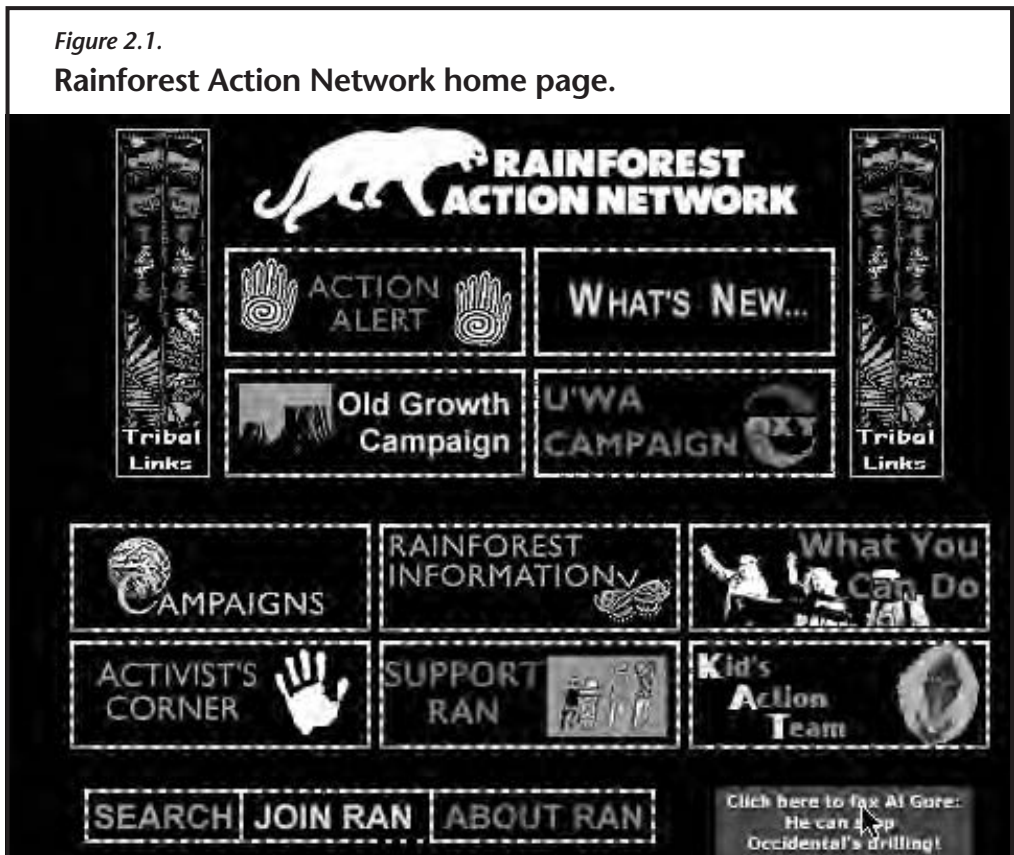 Figure 2.1.
Rainforest Action Network home page.
RAINFOREST
ACTION NETWORK
ACTION
ALERT
WHAT'S NEW...
Old Growth
Campaign
U'WA
CAMPAIGN
OXY
Tribal
Links
Tribal
Links
CAMPAIGNS
RAINFOREST
INFORMATION
What You
Can Do
ACTIVIST'S
CORNER
SUPPORT
RAN
Kid's
Action
Team
SEARCH
JOIN RAN
ABOUT RAN
Click here to fax Al Gore:
He can stop
Occidental's drilling!